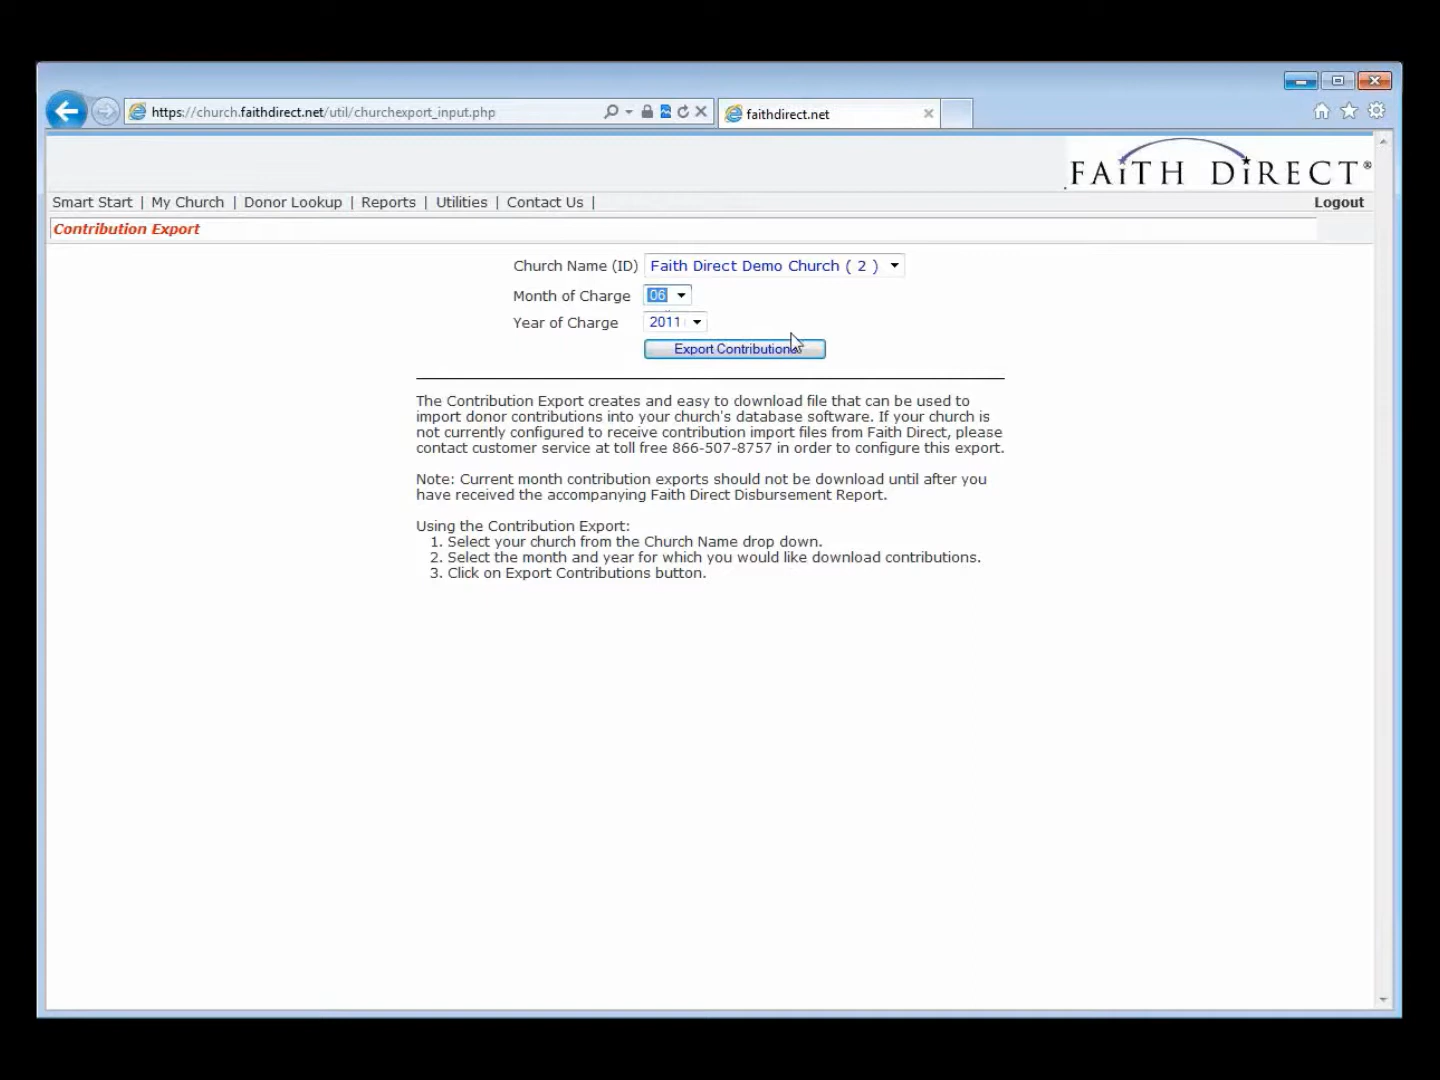 https://church.faithdirect.net/util/churchexport_input.php
faithdirect.net
FAiTH DiRECT®
Smart Start | My Church | Donor Lookup | Reports | Utilities | Contact Us |
Logout
Contribution Export
Church Name (ID) Faith Direct Demo Church ( 2 )
Month of Charge 06
Year of Charge 2011
Export Contributions
The Contribution Export creates and easy to download file that can be used to
import donor contributions into your church's database software. If your church is
not currently configured to receive contribution import files from Faith Direct, please
contact customer service at toll free 866-507-8757 in order to configure this export.
Note: Current month contribution exports should not be download until after you
have received the accompanying Faith Direct Disbursement Report.
Using the Contribution Export:
1. Select your church from the Church Name drop down.
2. Select the month and year for which you would like download contributions.
3. Click on Export Contributions button.